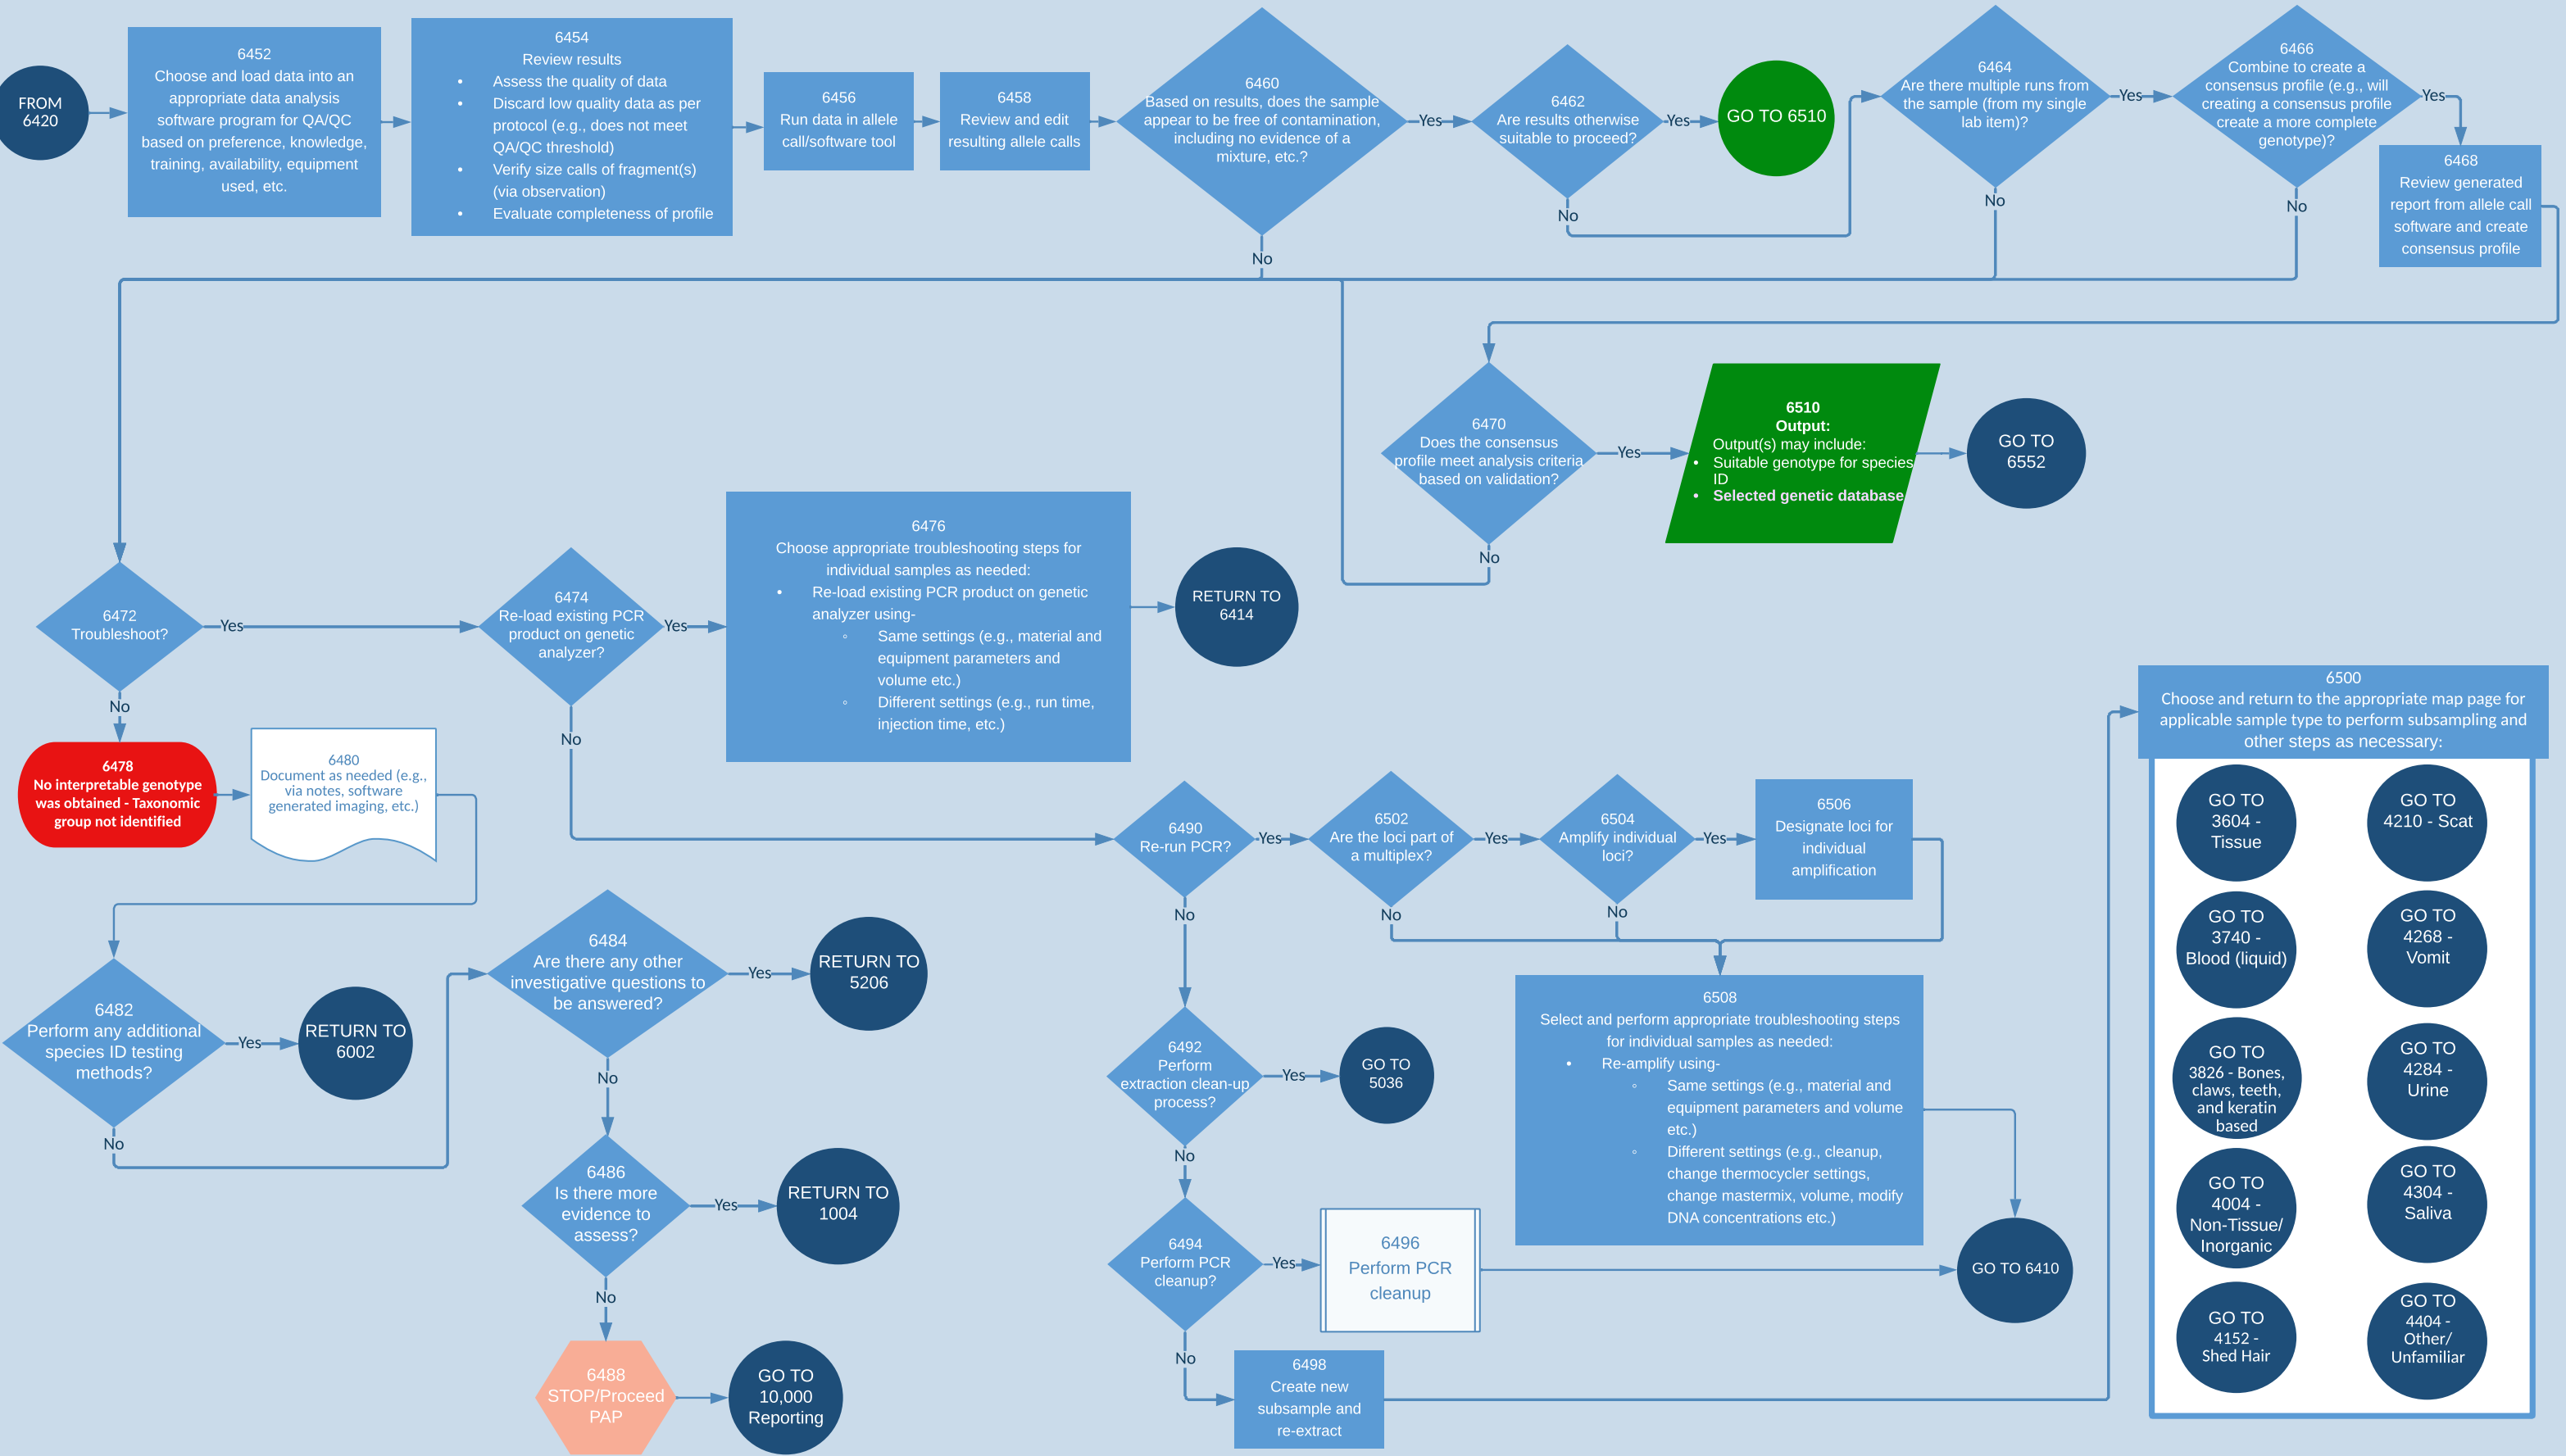 FROM
6420
6452
Choose and load data into an
appropriate data analysis
software program for QA/QC
based on preference, knowledge,
training, availability, equipment
used, etc.
6454
Review results
• Assess the quality of data
• Discard low quality data as per
protocol (e.g., does not meet
QA/QC threshold)
• Verify size calls of fragment(s)
(via observation)
• Evaluate completeness of profile
6456
Run data in allele
call/software tool
6458
Review and edit
resulting allele calls
6460
Based on results, does the sample
appear to be free of contamination,
including no evidence of a
mixture, etc.?
Yes
No
6462
Are results otherwise
suitable to proceed?
Yes
No
GO TO 6510
6464
Are there multiple runs from
the sample (from my single
lab item)?
Yes
No
6466
Combine to create a
consensus profile (e.g., will
creating a consensus profile
create a more complete
genotype)?
Yes
No
6468
Review generated
report from allele call
software and create
consensus profile
6470
Does the consensus
profile meet analysis criteria
based on validation?
Yes
No
6510
Output:
Output(s) may include:
• Suitable genotype for species
ID
• Selected genetic database
GO TO
6552
6472
Troubleshoot?
Yes
No
6474
Re-load existing PCR
product on genetic
analyzer?
Yes
No
6476
Choose appropriate troubleshooting steps for
individual samples as needed:
• Re-load existing PCR product on genetic
analyzer using-
◦ Same settings (e.g., material and
equipment parameters and
volume etc.)
◦ Different settings (e.g., run time,
injection time, etc.)
RETURN TO
6414
6478
No interpretable genotype
was obtained - Taxonomic
group not identified
6480
Document as needed (e.g.,
via notes, software
generated imaging, etc.)
6482
Perform any additional
species ID testing
methods?
Yes
No
RETURN TO
6002
6484
Are there any other
investigative questions to
be answered?
Yes
No
RETURN TO
5206
6486
Is there more
evidence to
assess?
Yes
No
RETURN TO
1004
6488
STOP/Proceed
PAP
GO TO
10,000
Reporting
6490
Re-run PCR?
Yes
No
6502
Are the loci part of
a multiplex?
Yes
No
6504
Amplify individual
loci?
Yes
No
6506
Designate loci for
individual
amplification
6508
Select and perform appropriate troubleshooting steps
for individual samples as needed:
• Re-amplify using-
◦ Same settings (e.g., material and
equipment parameters and volume
etc.)
◦ Different settings (e.g., cleanup,
change thermocycler settings,
change mastermix, volume, modify
DNA concentrations etc.)
6492
Perform
extraction clean-up
process?
Yes
No
GO TO
5036
6494
Perform PCR
cleanup?
Yes
No
6496
Perform PCR
cleanup
GO TO 6410
6498
Create new
subsample and
re-extract
6500
Choose and return to the appropriate map page for
applicable sample type to perform subsampling and
other steps as necessary:
GO TO
3604 -
Tissue
GO TO
4210 - Scat
GO TO
3740 -
Blood (liquid)
GO TO
4268 -
Vomit
GO TO
3826 - Bones,
claws, teeth,
and keratin
based
GO TO
4284 -
Urine
GO TO
4004 -
Non-Tissue/
Inorganic
GO TO
4304 -
Saliva
GO TO
4152 -
Shed Hair
GO TO
4404 -
Other/
Unfamiliar